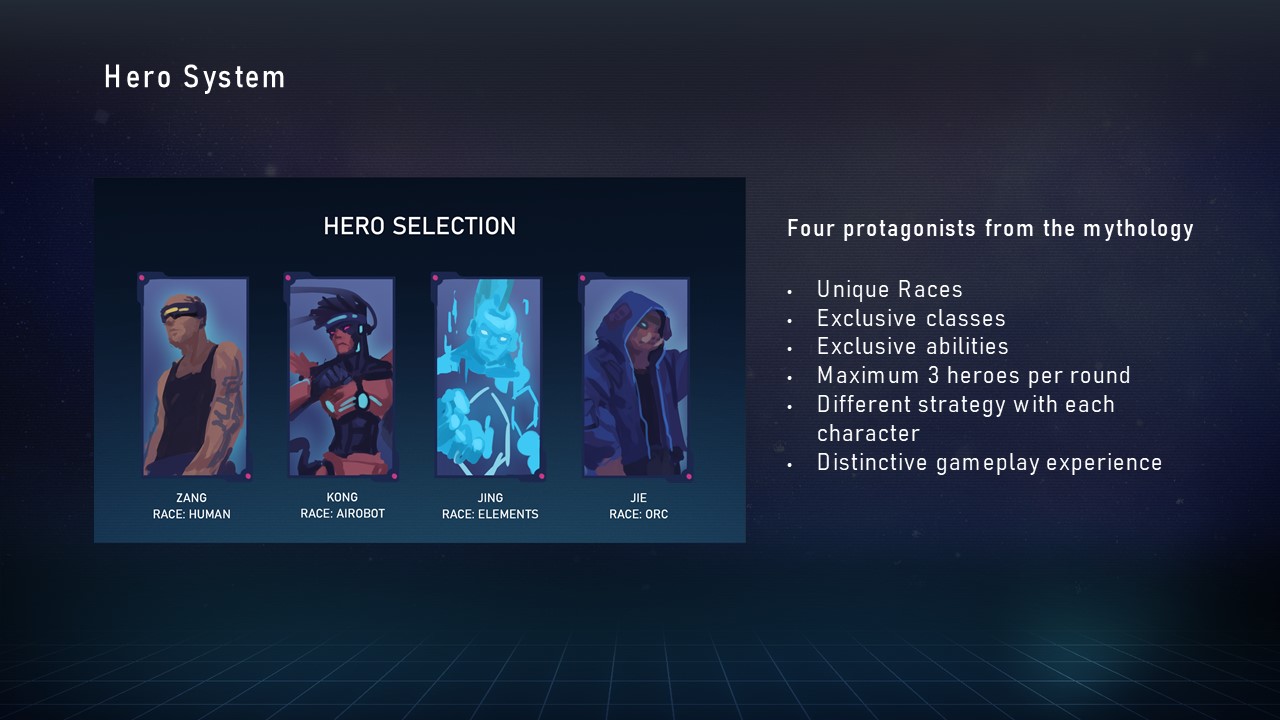 Hero System
HERO SELECTION
ZANG
RACE: HUMAN
KONG
RACE: AIROBOT
JING
RACE: ELEMENTS
JIE
RACE: ORC
Four protagonists from the mythology
• Unique Races
• Exclusive classes
• Exclusive abilities
• Maximum 3 heroes per round
• Different strategy with each
character
• Distinctive gameplay experience